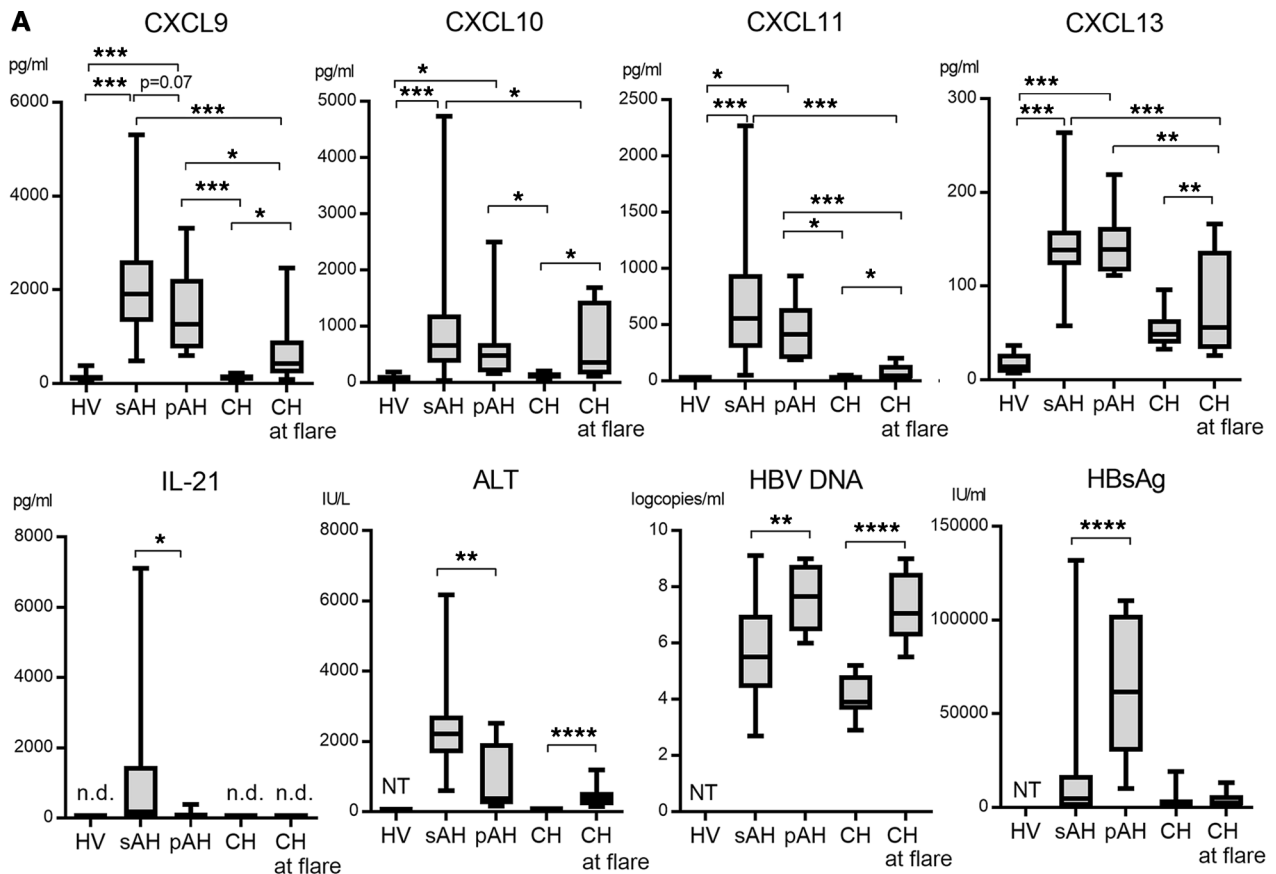 A
CXCL9
CXCL10
CXCL11
CXCL13
pg/ml
pg/ml
pg/ml
pg/ml
***
*** p=0.07
***
*
***
*
6000
4000
2000
0
HV sAH pAH CH CH
at flare
*
*** *
*
*
5000
4000
3000
2000
1000
0
HV sAH pAH CH CH
at flare
*
*** ***
***
*
*
2500
2000
1500
1000
500
0
HV sAH pAH CH CH
at flare
***
*** ***
**
**
300
200
100
0
HV sAH pAH CH CH
at flare
IL-21
ALT
HBV DNA
HBsAg
pg/ml
IU/L
logcopies/ml
IU/ml
*
8000
6000
4000
2000
0
n.d. n.d. n.d.
HV sAH pAH CH CH
at flare
**
****
8000
6000
4000
2000
0
NT
HV sAH pAH CH CH
at flare
** ****
10
8
6
4
2
0
NT
HV sAH pAH CH CH
at flare
****
150000
100000
50000
0
NT
HV sAH pAH CH CH
at flare